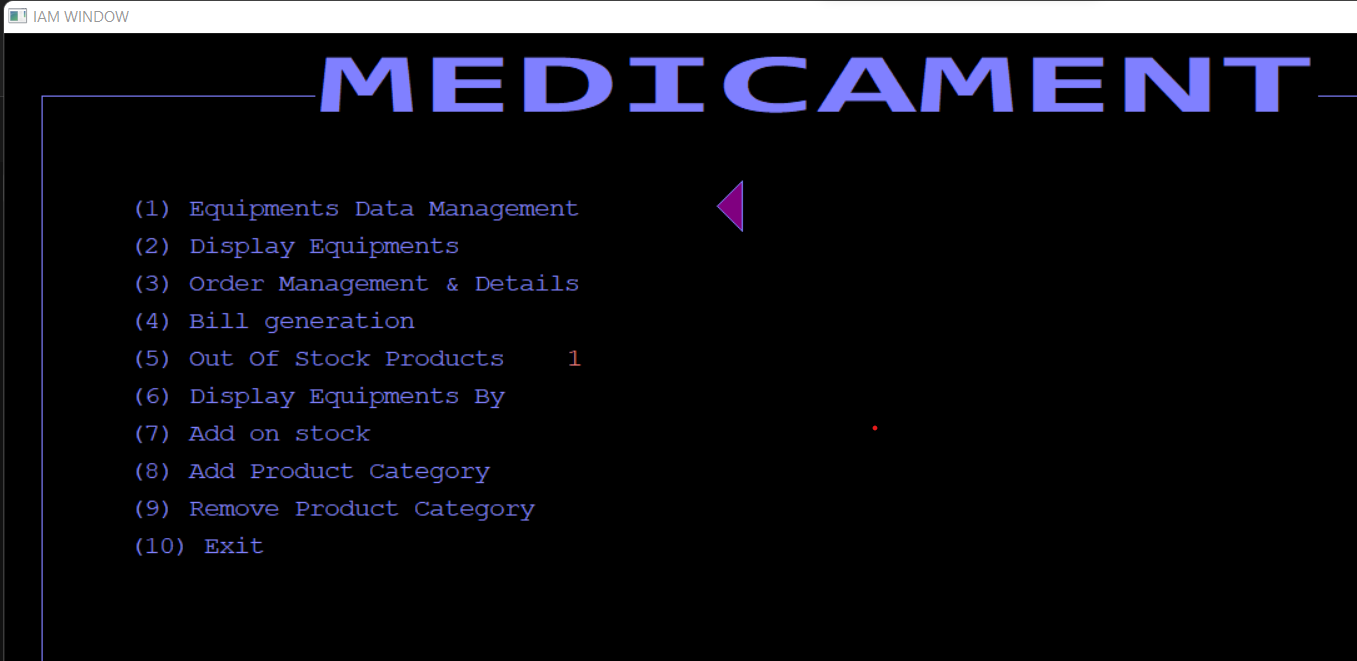 IAM WINDOW
MEDICAMENT
(1) Equipments Data Management
(2) Display Equipments
(3) Order Management & Details
(4) Bill generation
(5) Out Of Stock Products 1
(6) Display Equipments By
(7) Add on stock
(8) Add Product Category
(9) Remove Product Category
(10) Exit